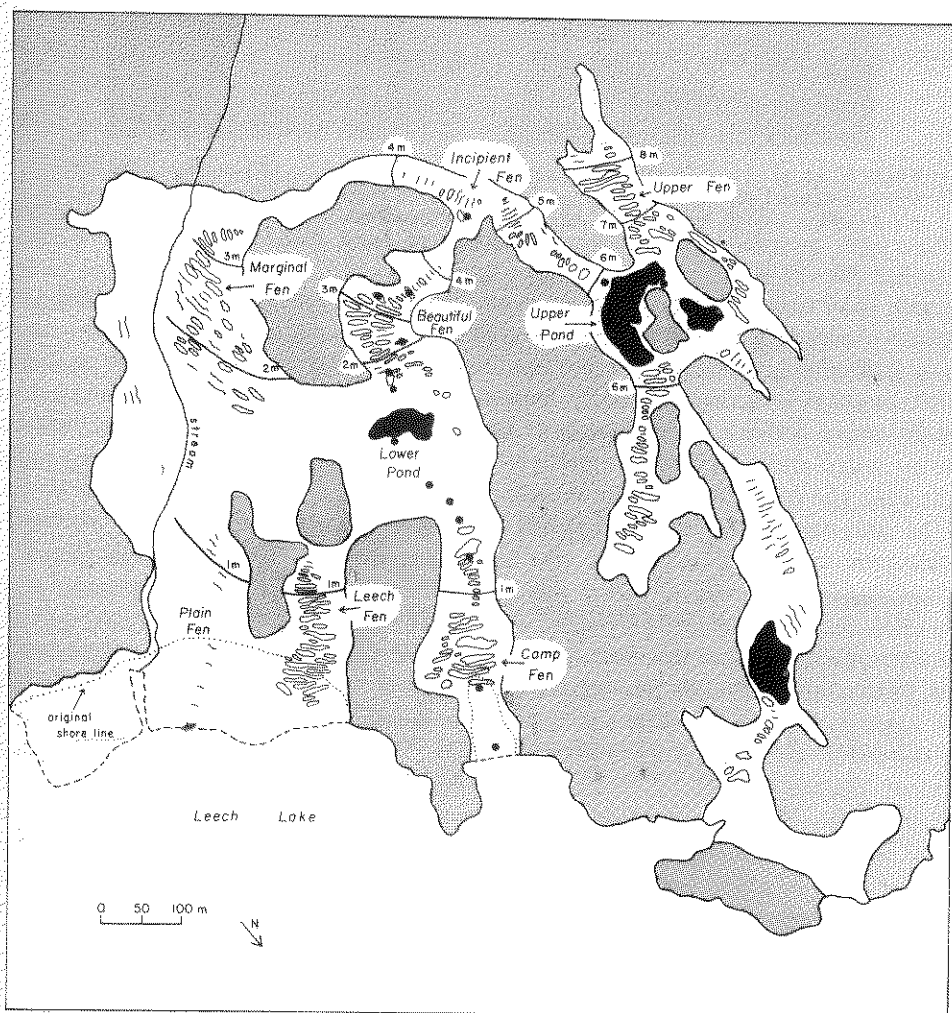 4m
Incipient
Fen
8m
Upper Fen
5m
7m
3m
Marginal
Fen
6m
4m
3m
Beautiful
Fen
Upper
Pond
2m
2m
6m
stream
Lower
Pond
1m
1m
Leech
Fen
1m
Plain
Fen
Camp
Fen
original
shore line
Leech Lake
0 50 100 m
N